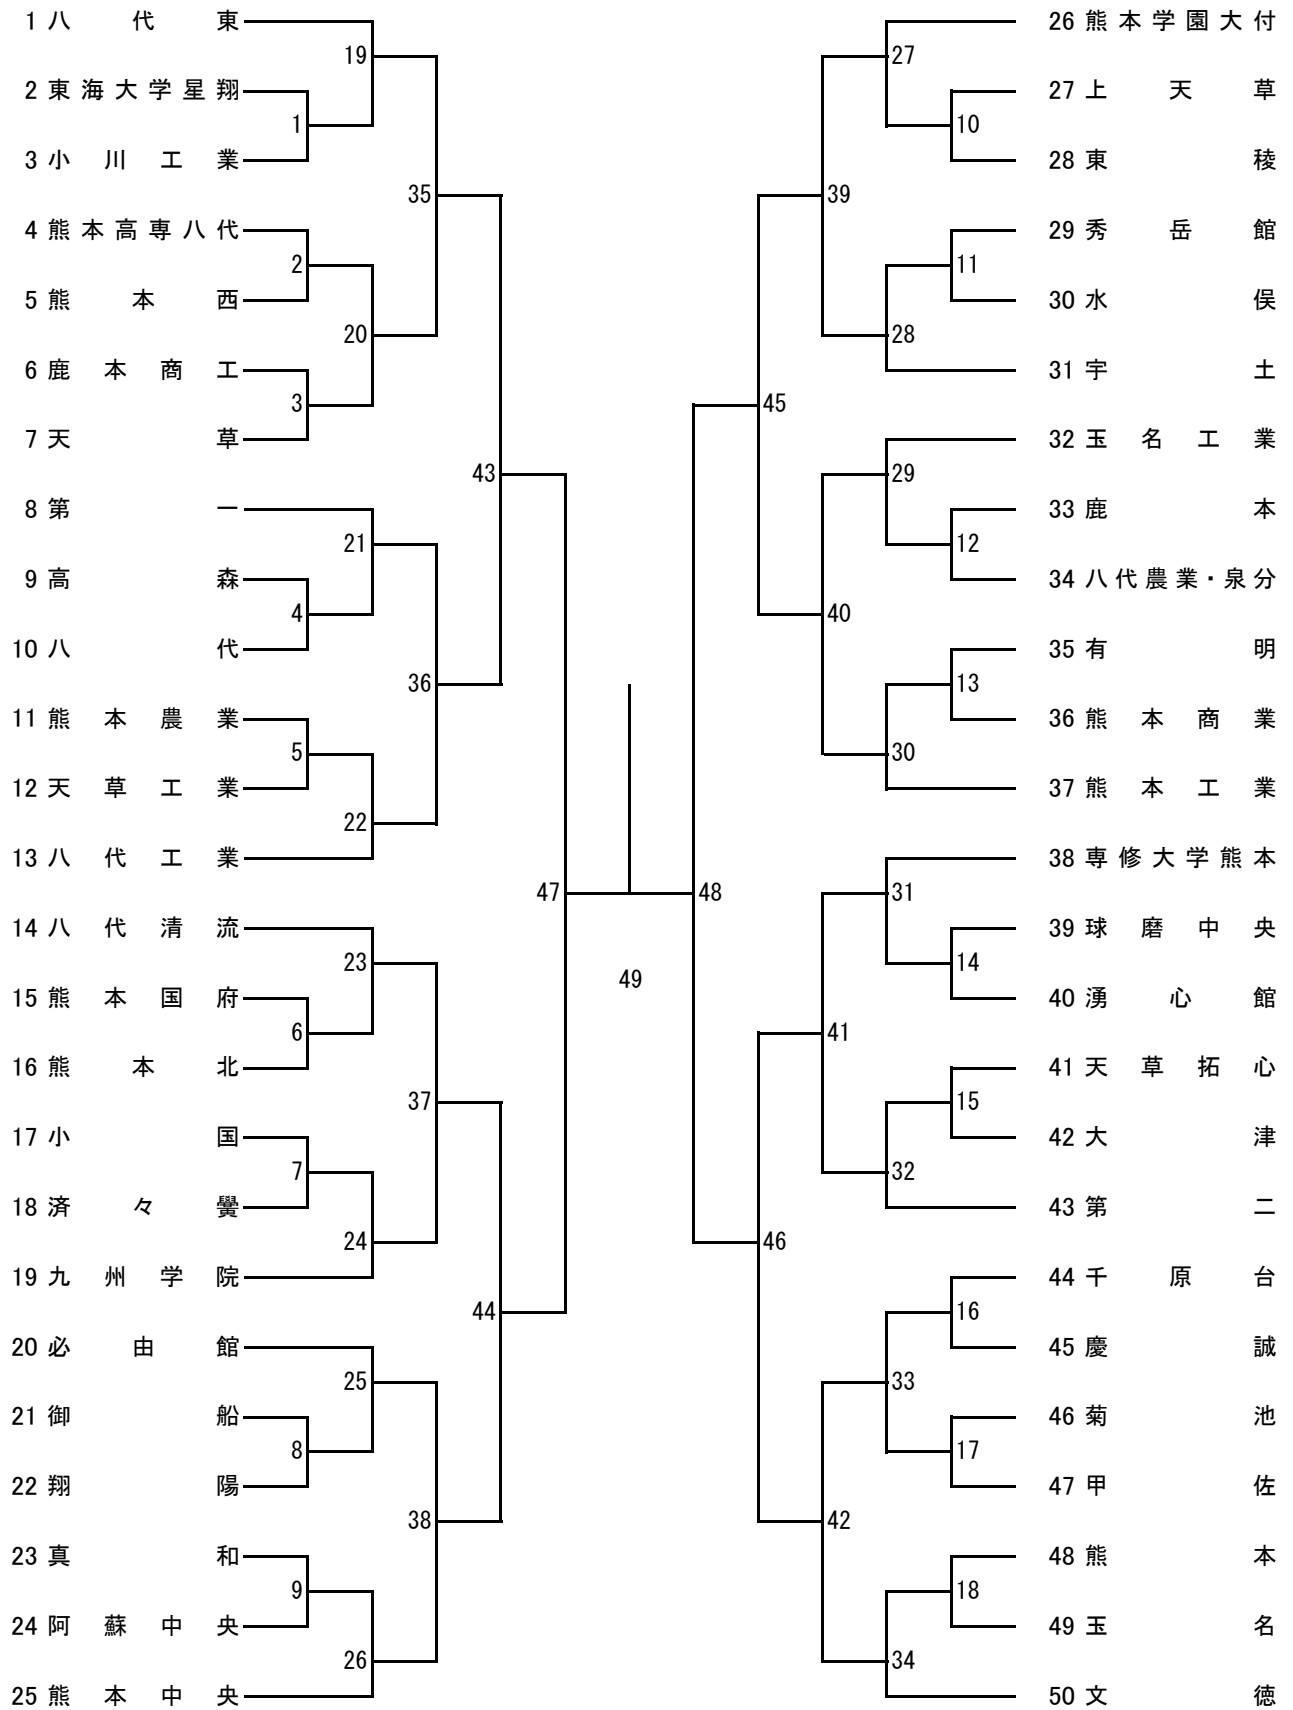 1 八代東
2 東海大学星翔
3 小川工業
4 熊本高専八代
5 熊本西
6 鹿本商工
7 天草
8 第一
9 高森
10 八代
11 熊本農業
12 天草工業
13 八代工業
14 八代清流
15 熊本国府
16 熊本北
17 小国
18 済々黌
19 九州学院
20 必由館
21 御船
22 翔陽
23 真和
24 阿蘇中央
25 熊本中央
19
1
35
2
20
3
43
21
4
36
5
22
47
23
6
37
7
24
44
25
8
38
9
26
49
27
10
39
11
28
45
29
12
40
13
30
48
31
14
41
15
32
46
16
33
17
42
18
34
26 熊本学園大付
27 上天草
28 東稜
29 秀岳館
30 水俣
31 宇土
32 玉名工業
33 鹿本
34 八代農業・泉分
35 有明
36 熊本商業
37 熊本工業
38 専修大学熊本
39 球磨中央
40 湧心館
41 天草拓心
42 大津
43 第二
44 千原台
45 慶誠
46 菊池
47 甲佐
48 熊本
49 玉名
50 文徳